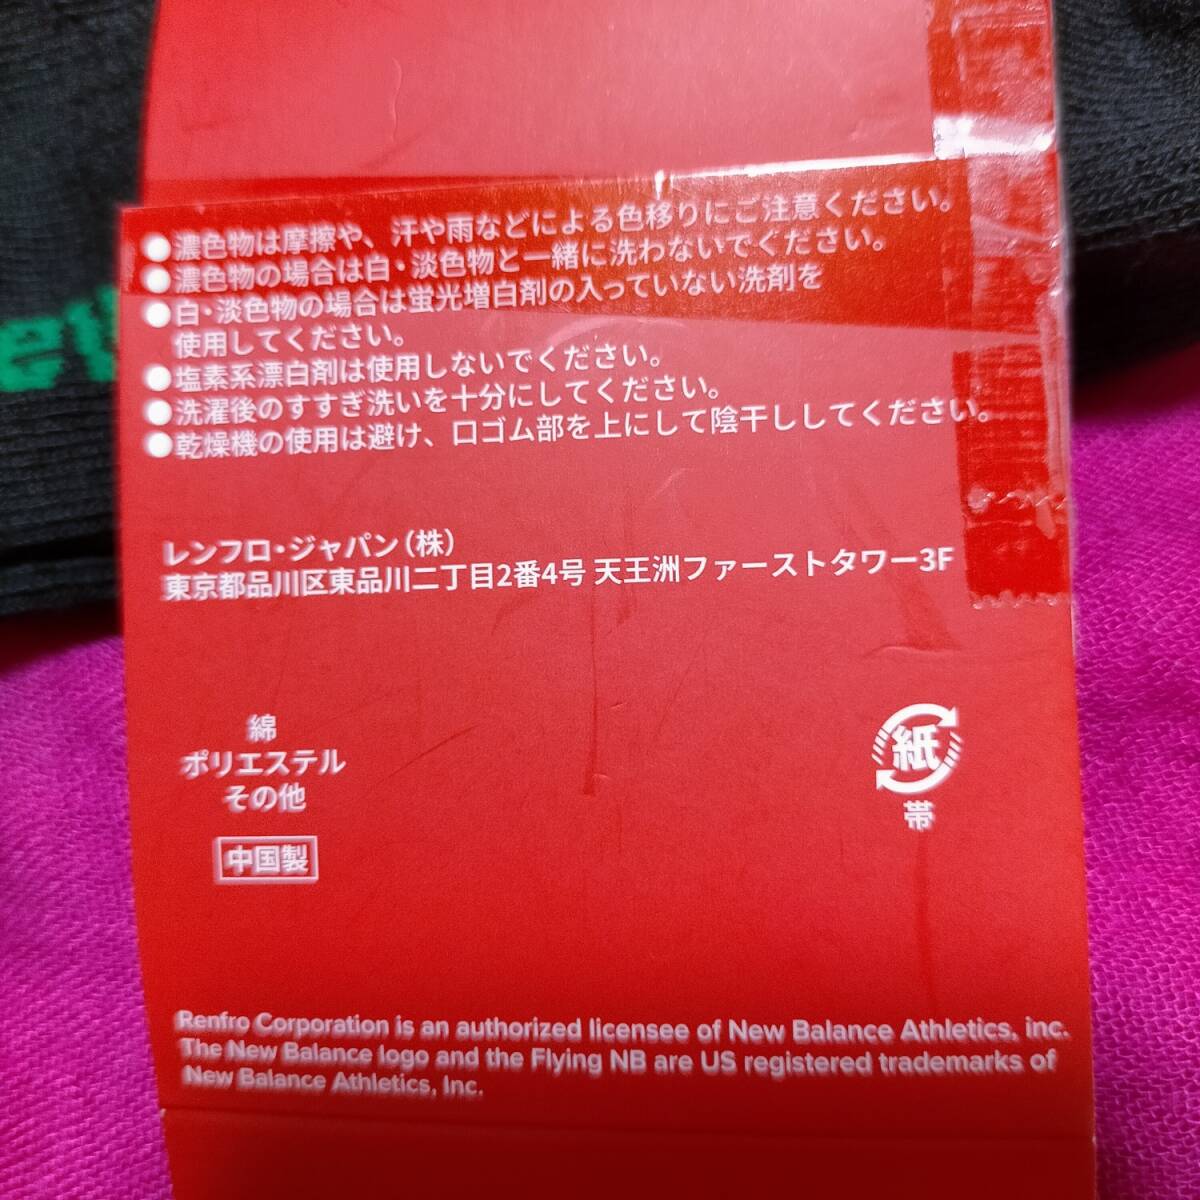 ●濃色物は摩擦や、汗や雨などによる色移りにご注意ください。
●濃色物の場合は白・淡色物と一緒に洗わないでください。
●白・淡色物の場合は蛍光増白剤の入っていない洗剤を
使用してください。
●塩素系漂白剤は使用しないでください。
●洗濯後のすすぎ洗いを十分にしてください。
●乾燥機の使用は避け、口ゴム部を上にして陰干ししてください。
レンフロ・ジャパン(株)
東京都品川区東品川二丁目2番4号 天王洲ファーストタワー3F
綿
ポリエステル
その他
中国製
紙
帯
Renfro Corporation is an authorized licensee of New Balance Athletics, inc.
The New Balance logo and the Flying NB are US registered trademarks of
New Balance Athletics, Inc.